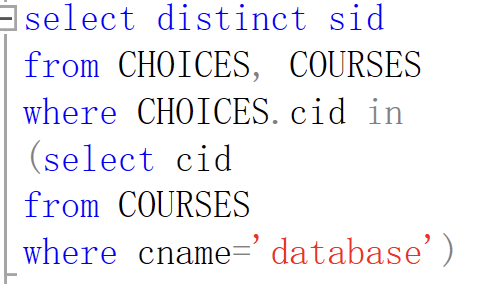 select distinct sid
from CHOICES, COURSES
where CHOICES.cid in
(select cid
from COURSES
where cname='database')